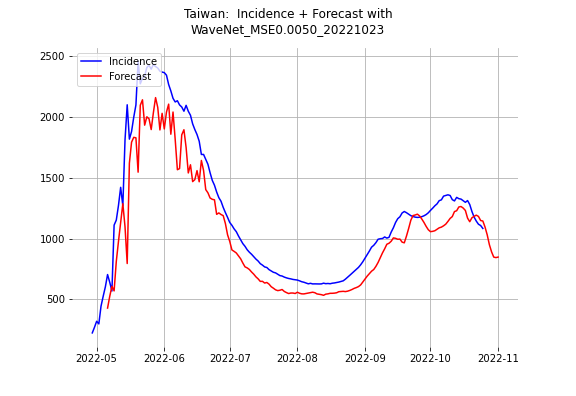 Taiwan:  Incidence + Forecast with
WaveNet_MSE0.0050_20221023
Incidence
Forecast
2500
2000
1500
1000
500
2022-05 2022-06 2022-07 2022-08 2022-09 2022-10 2022-11